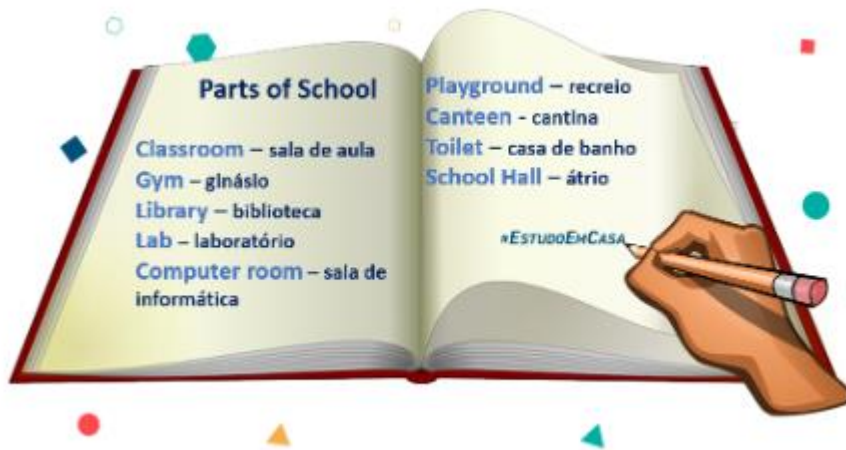 Parts of School
Classroom – sala de aula
Gym – ginásio
Library – biblioteca
Lab – laboratório
Computer room – sala de
informática
Playground – recreio
Canteen - cantina
Toilet – casa de banho
School Hall – átrio
#ESTUDOEMCASA